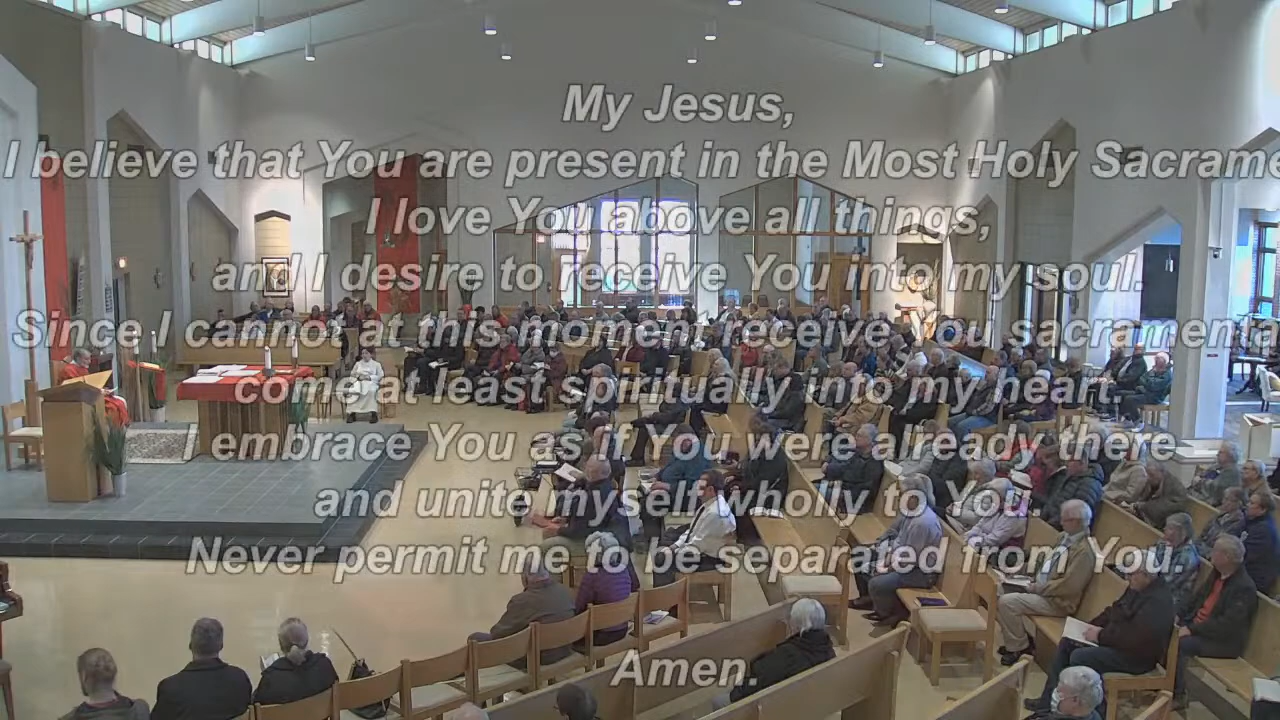 My Jesus,
I believe that You are present in the Most Holy Sacrame
I love You above all things,
and I desire to receive You into my soul.
Since I cannot at this moment receive You sacramenta
come at least spiritually into my heart.
I embrace You as if You were already there
and unite myself wholly to You.
Never permit me to be separated from You.
Amen.